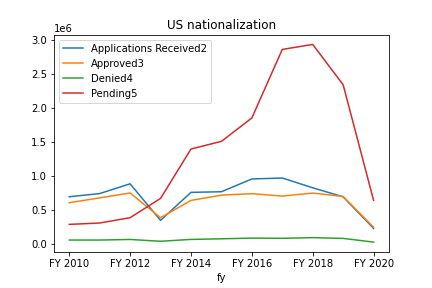 US nationalization
1e6
Applications Received2
Approved3
Denied4
Pending5
3.0
2.5
2.0
1.5
1.0
0.5
0.0
FY 2010 FY 2012 FY 2014 FY 2016 FY 2018 FY 2020
fy